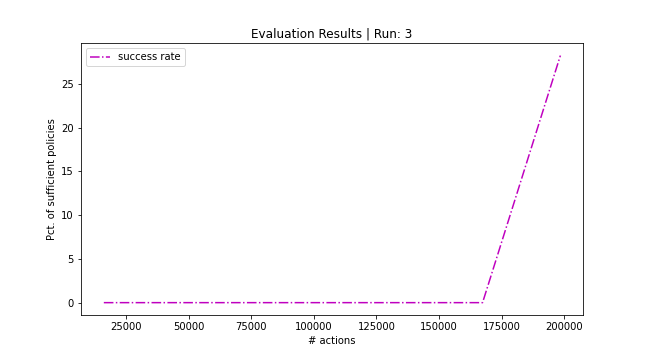 Evaluation Results | Run: 3
success rate
Pct. of sufficient policies
25
20
15
10
5
0
25000 50000 75000 100000 125000 150000 175000 200000
# actions